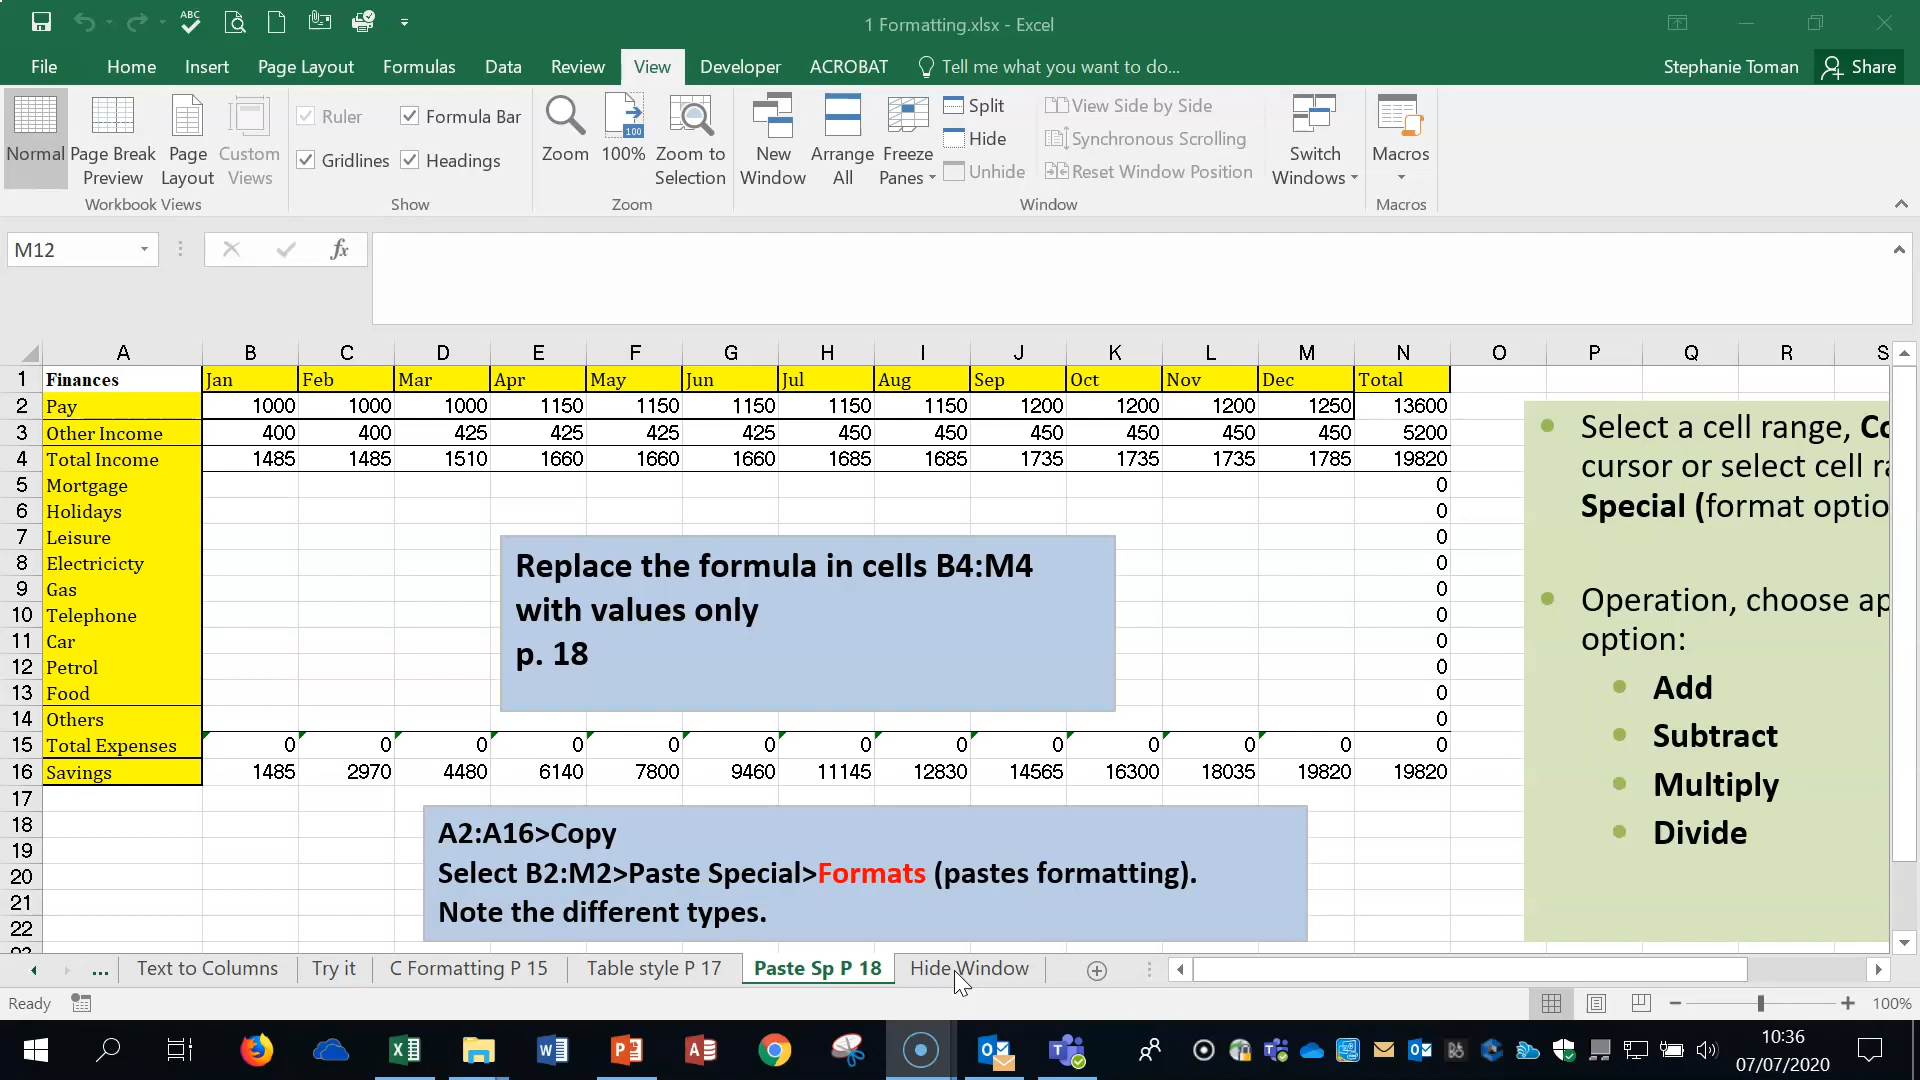 1 Formatting.xlsx - Excel
File Home Insert Page Layout Formulas Data Review View Developer ACROBAT Tell me what you want to do... Stephanie Toman Share
Normal
Page Break Preview
Page Layout
Custom Views
Workbook Views
Ruler Formula Bar
Gridlines Headings
Show
Zoom
100%
Zoom to Selection
Zoom
New Window
Arrange All
Freeze Panes
Split
Hide
Unhide
View Side by Side
Synchronous Scrolling
Reset Window Position
Window
Switch Windows
Macros
Macros
M12
fx
A B C D E F G H I J K L M N O P Q R S
1 Finances Jan Feb Mar Apr May Jun Jul Aug Sep Oct Nov Dec Total
2 Pay 1000 1000 1000 1150 1150 1150 1150 1150 1200 1200 1200 1250 13600
3 Other Income 400 400 425 425 425 425 450 450 450 450 450 450 5200
4 Total Income 1485 1485 1510 1660 1660 1660 1685 1685 1735 1735 1735 1785 19820
5 Mortgage 0
6 Holidays 0
7 Leisure 0
8 Electricicty 0
9 Gas 0
10 Telephone 0
11 Car 0
12 Petrol 0
13 Food 0
14 Others 0
15 Total Expenses 0 0 0 0 0 0 0 0 0 0 0 0 0
16 Savings 1485 2970 4480 6140 7800 9460 11145 12830 14565 16300 18035 19820 19820
17
18
19
20
21
22
Replace the formula in cells B4:M4
with values only
p. 18
A2:A16>Copy
Select B2:M2>Paste Special>Formats (pastes formatting).
Note the different types.
Select a cell range, Co
cursor or select cell ra
Special (format optio
Operation, choose ap
option:
Add
Subtract
Multiply
Divide
... Text to Columns Try it C Formatting P 15 Table style P 17 Paste Sp P 18 Hide Window
Ready 100%
10:36
07/07/2020